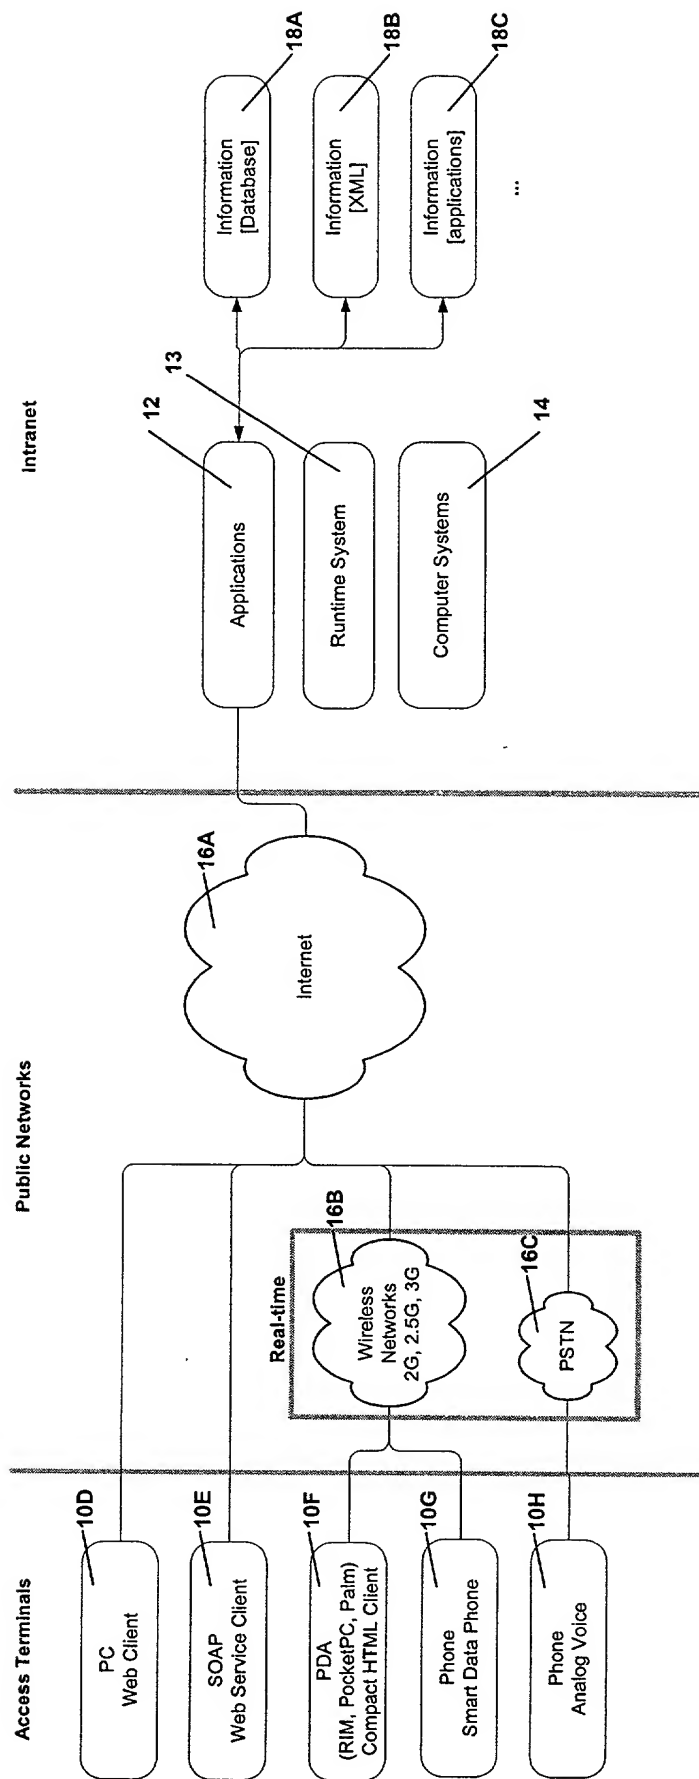 Access Terminals
Public Networks
Intranet
PC
Web Client
10D
SOAP
Web Service Client
10E
PDA
(RIM, PocketPC, Palm)
Compact HTML Client
10F
Phone
Smart Data Phone
10G
Phone
Analog Voice
10H
Real-time
Wireless
Networks
2G, 2.5G, 3G
16B
PSTN
16C
Internet
16A
Applications
12
Runtime System
13
Computer Systems
14
Information
[Database]
18A
Information
[XML]
18B
Information
[applications]
18C
...